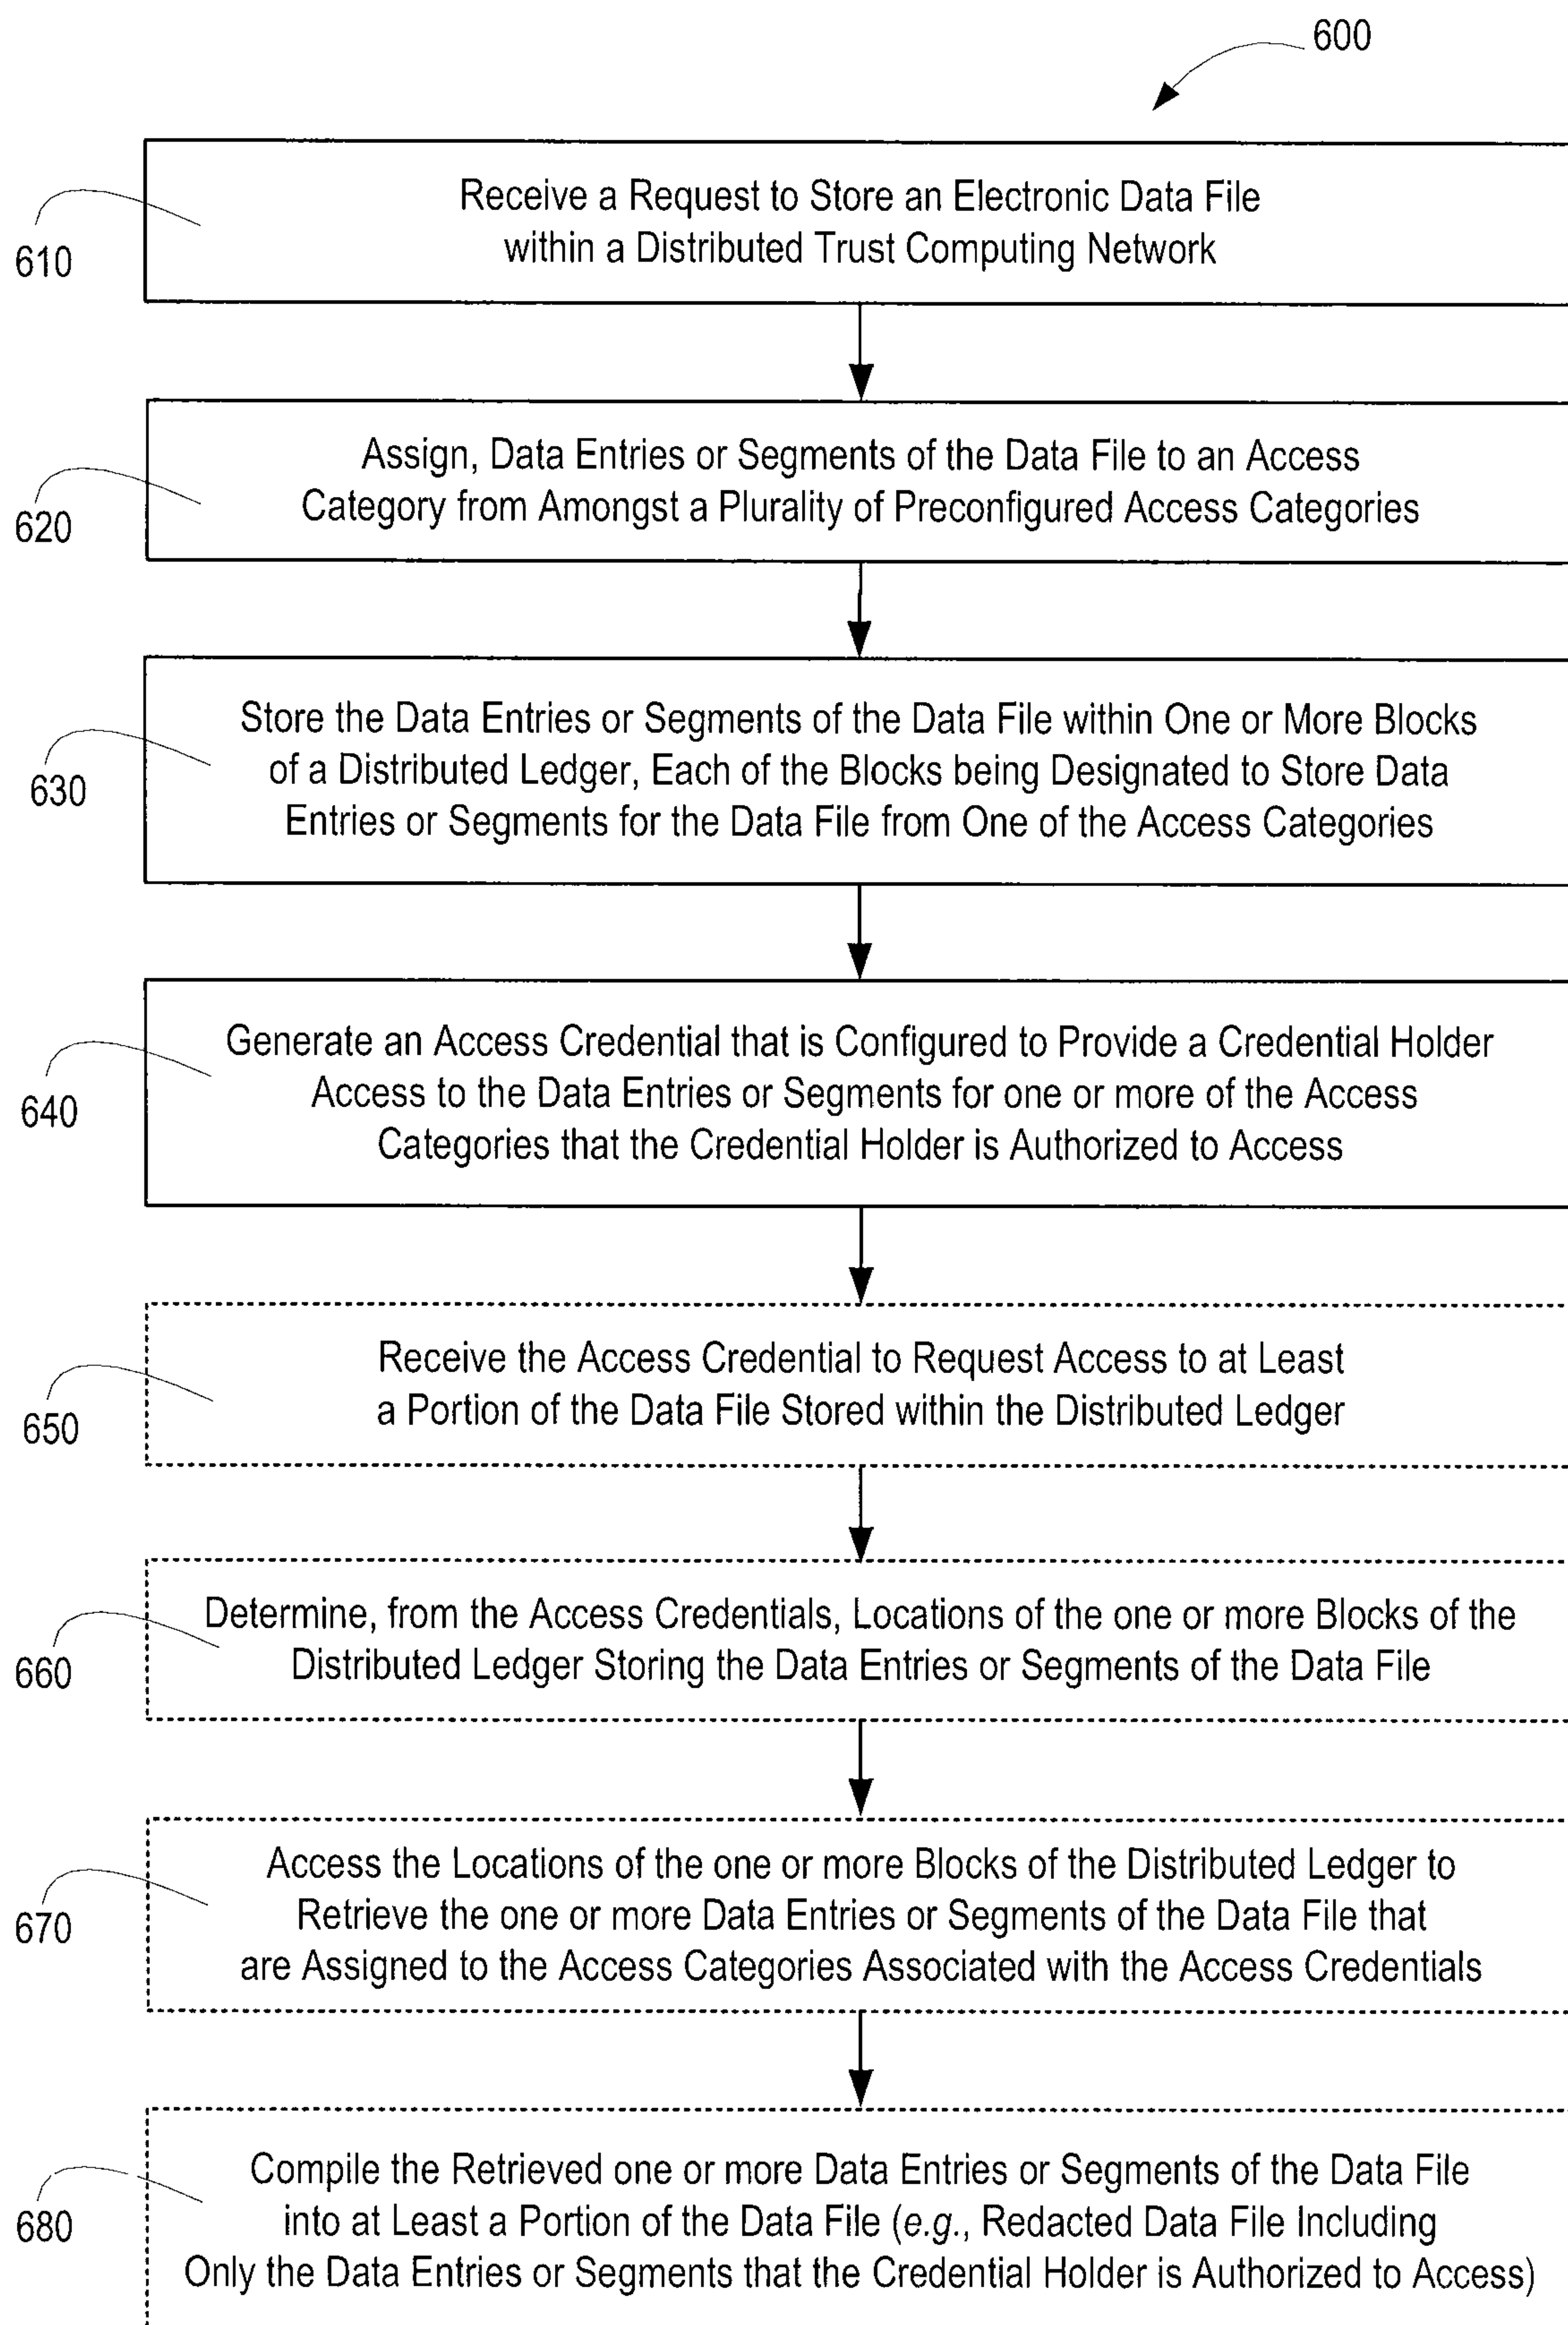 600
Receive a Request to Store an Electronic Data File
within a Distributed Trust Computing Network
610
Assign, Data Entries or Segments of the Data File to an Access
Category from Amongst a Plurality of Preconfigured Access Categories
620
Store the Data Entries or Segments of the Data File within One or More Blocks
of a Distributed Ledger, Each of the Blocks being Designated to Store Data
Entries or Segments for the Data File from One of the Access Categories
630
Generate an Access Credential that is Configured to Provide a Credential Holder
Access to the Data Entries or Segments for one or more of the Access
Categories that the Credential Holder is Authorized to Access
640
Receive the Access Credential to Request Access to at Least
a Portion of the Data File Stored within the Distributed Ledger
650
Determine, from the Access Credentials, Locations of the one or more Blocks of the
Distributed Ledger Storing the Data Entries or Segments of the Data File
660
Access the Locations of the one or more Blocks of the Distributed Ledger to
Retrieve the one or more Data Entries or Segments of the Data File that
are Assigned to the Access Categories Associated with the Access Credentials
670
Compile the Retrieved one or more Data Entries or Segments of the Data File
into at Least a Portion of the Data File (e.g., Redacted Data File Including
Only the Data Entries or Segments that the Credential Holder is Authorized to Access)
680